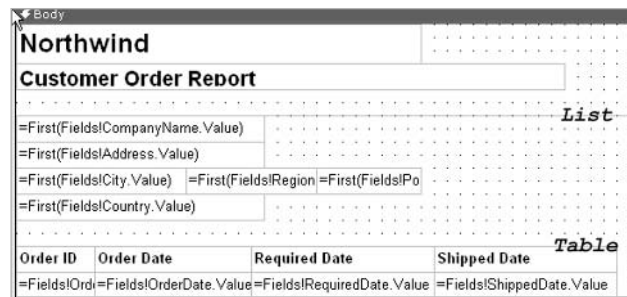 Body
Northwind
Customer Order Report
List
=First(Fields!CompanyName.Value)
=First(Fields!Address.Value)
=First(Fields!City.Value) =First(Fields!Region =First(Fields!Po
=First(Fields!Country.Value)
Table
Order ID Order Date Required Date Shipped Date
=Fields!Ord =Fields!OrderDate.Value =Fields!RequiredDate.Value =Fields!ShippedDate.Value